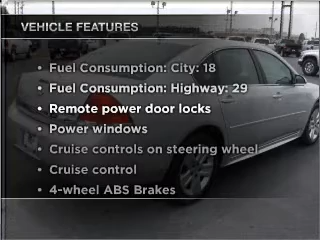 VEHICLE FEATURES
• Fuel Consumption: City: 18
• Fuel Consumption: Highway: 29
• Remote power door locks
• Power windows
• Cruise controls on steering wheel
• Cruise control
• 4-wheel ABS Brakes